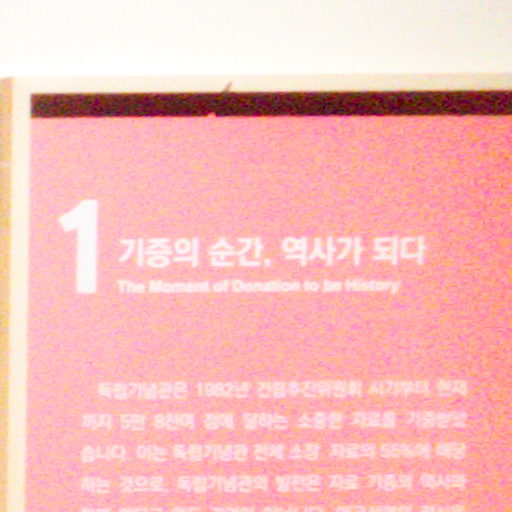 1
기증의 순간, 역사가 되다
The Moment of Donation to be History
독립기념관은 1982년 건립추진위원회 시기부터 현재
까지 5만 8천여 점에 달하는 소중한 자료를 기증받았
습니다. 이는 독립기념관 전체 소장 자료의 55%에 해당
하는 것으로, 독립기념관의 발전은 자료 기증의 역사와